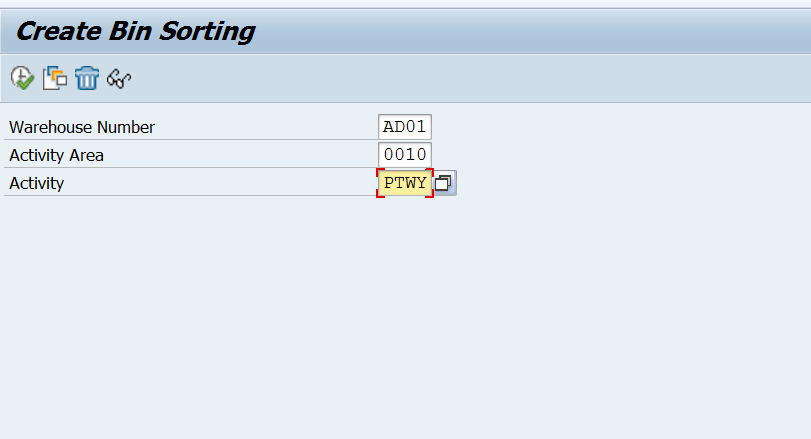 Create Bin Sorting
Warehouse Number AD01
Activity Area 0010
Activity PTWY